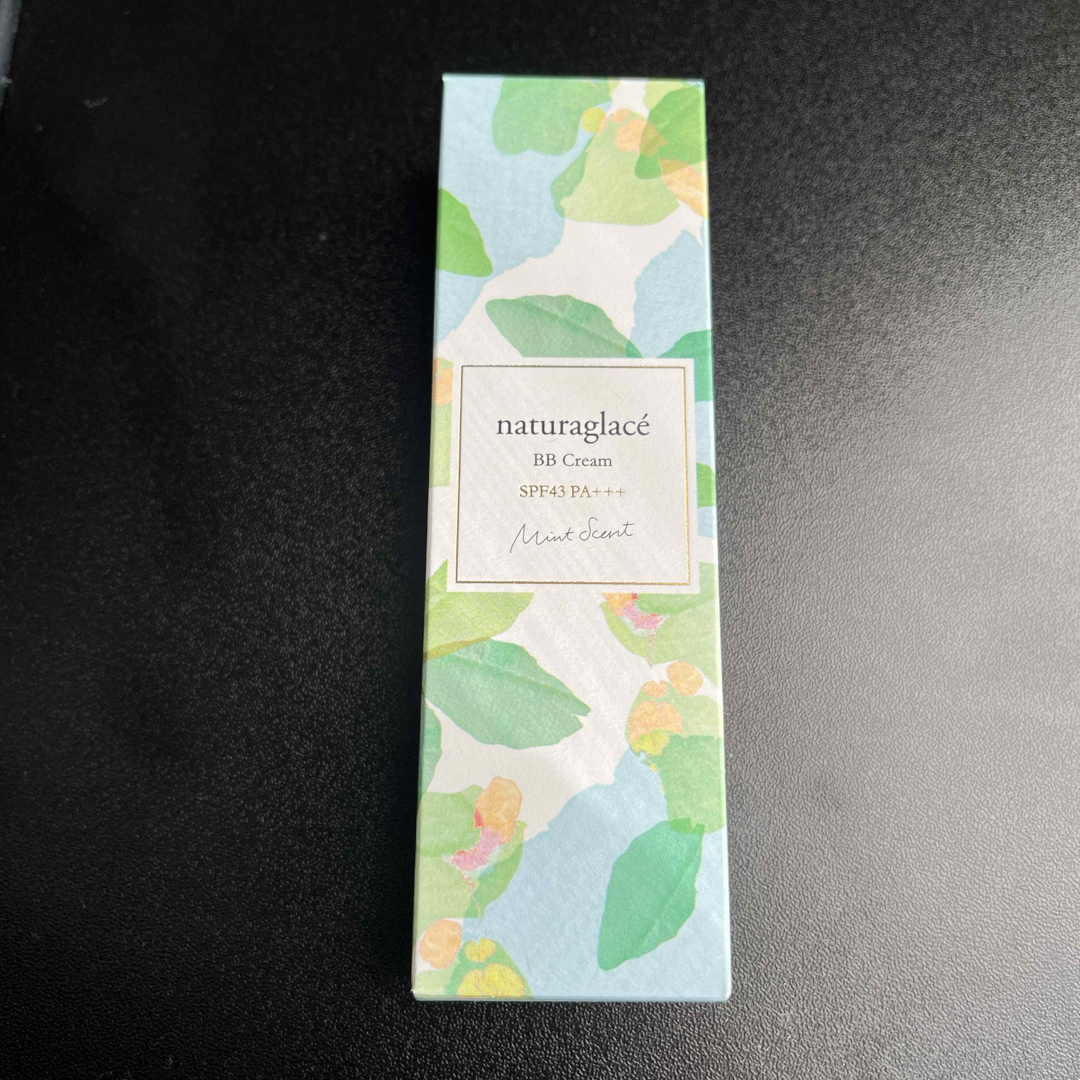 naturaglacé
BB Cream
SPF43 PA+++
Mint Scent